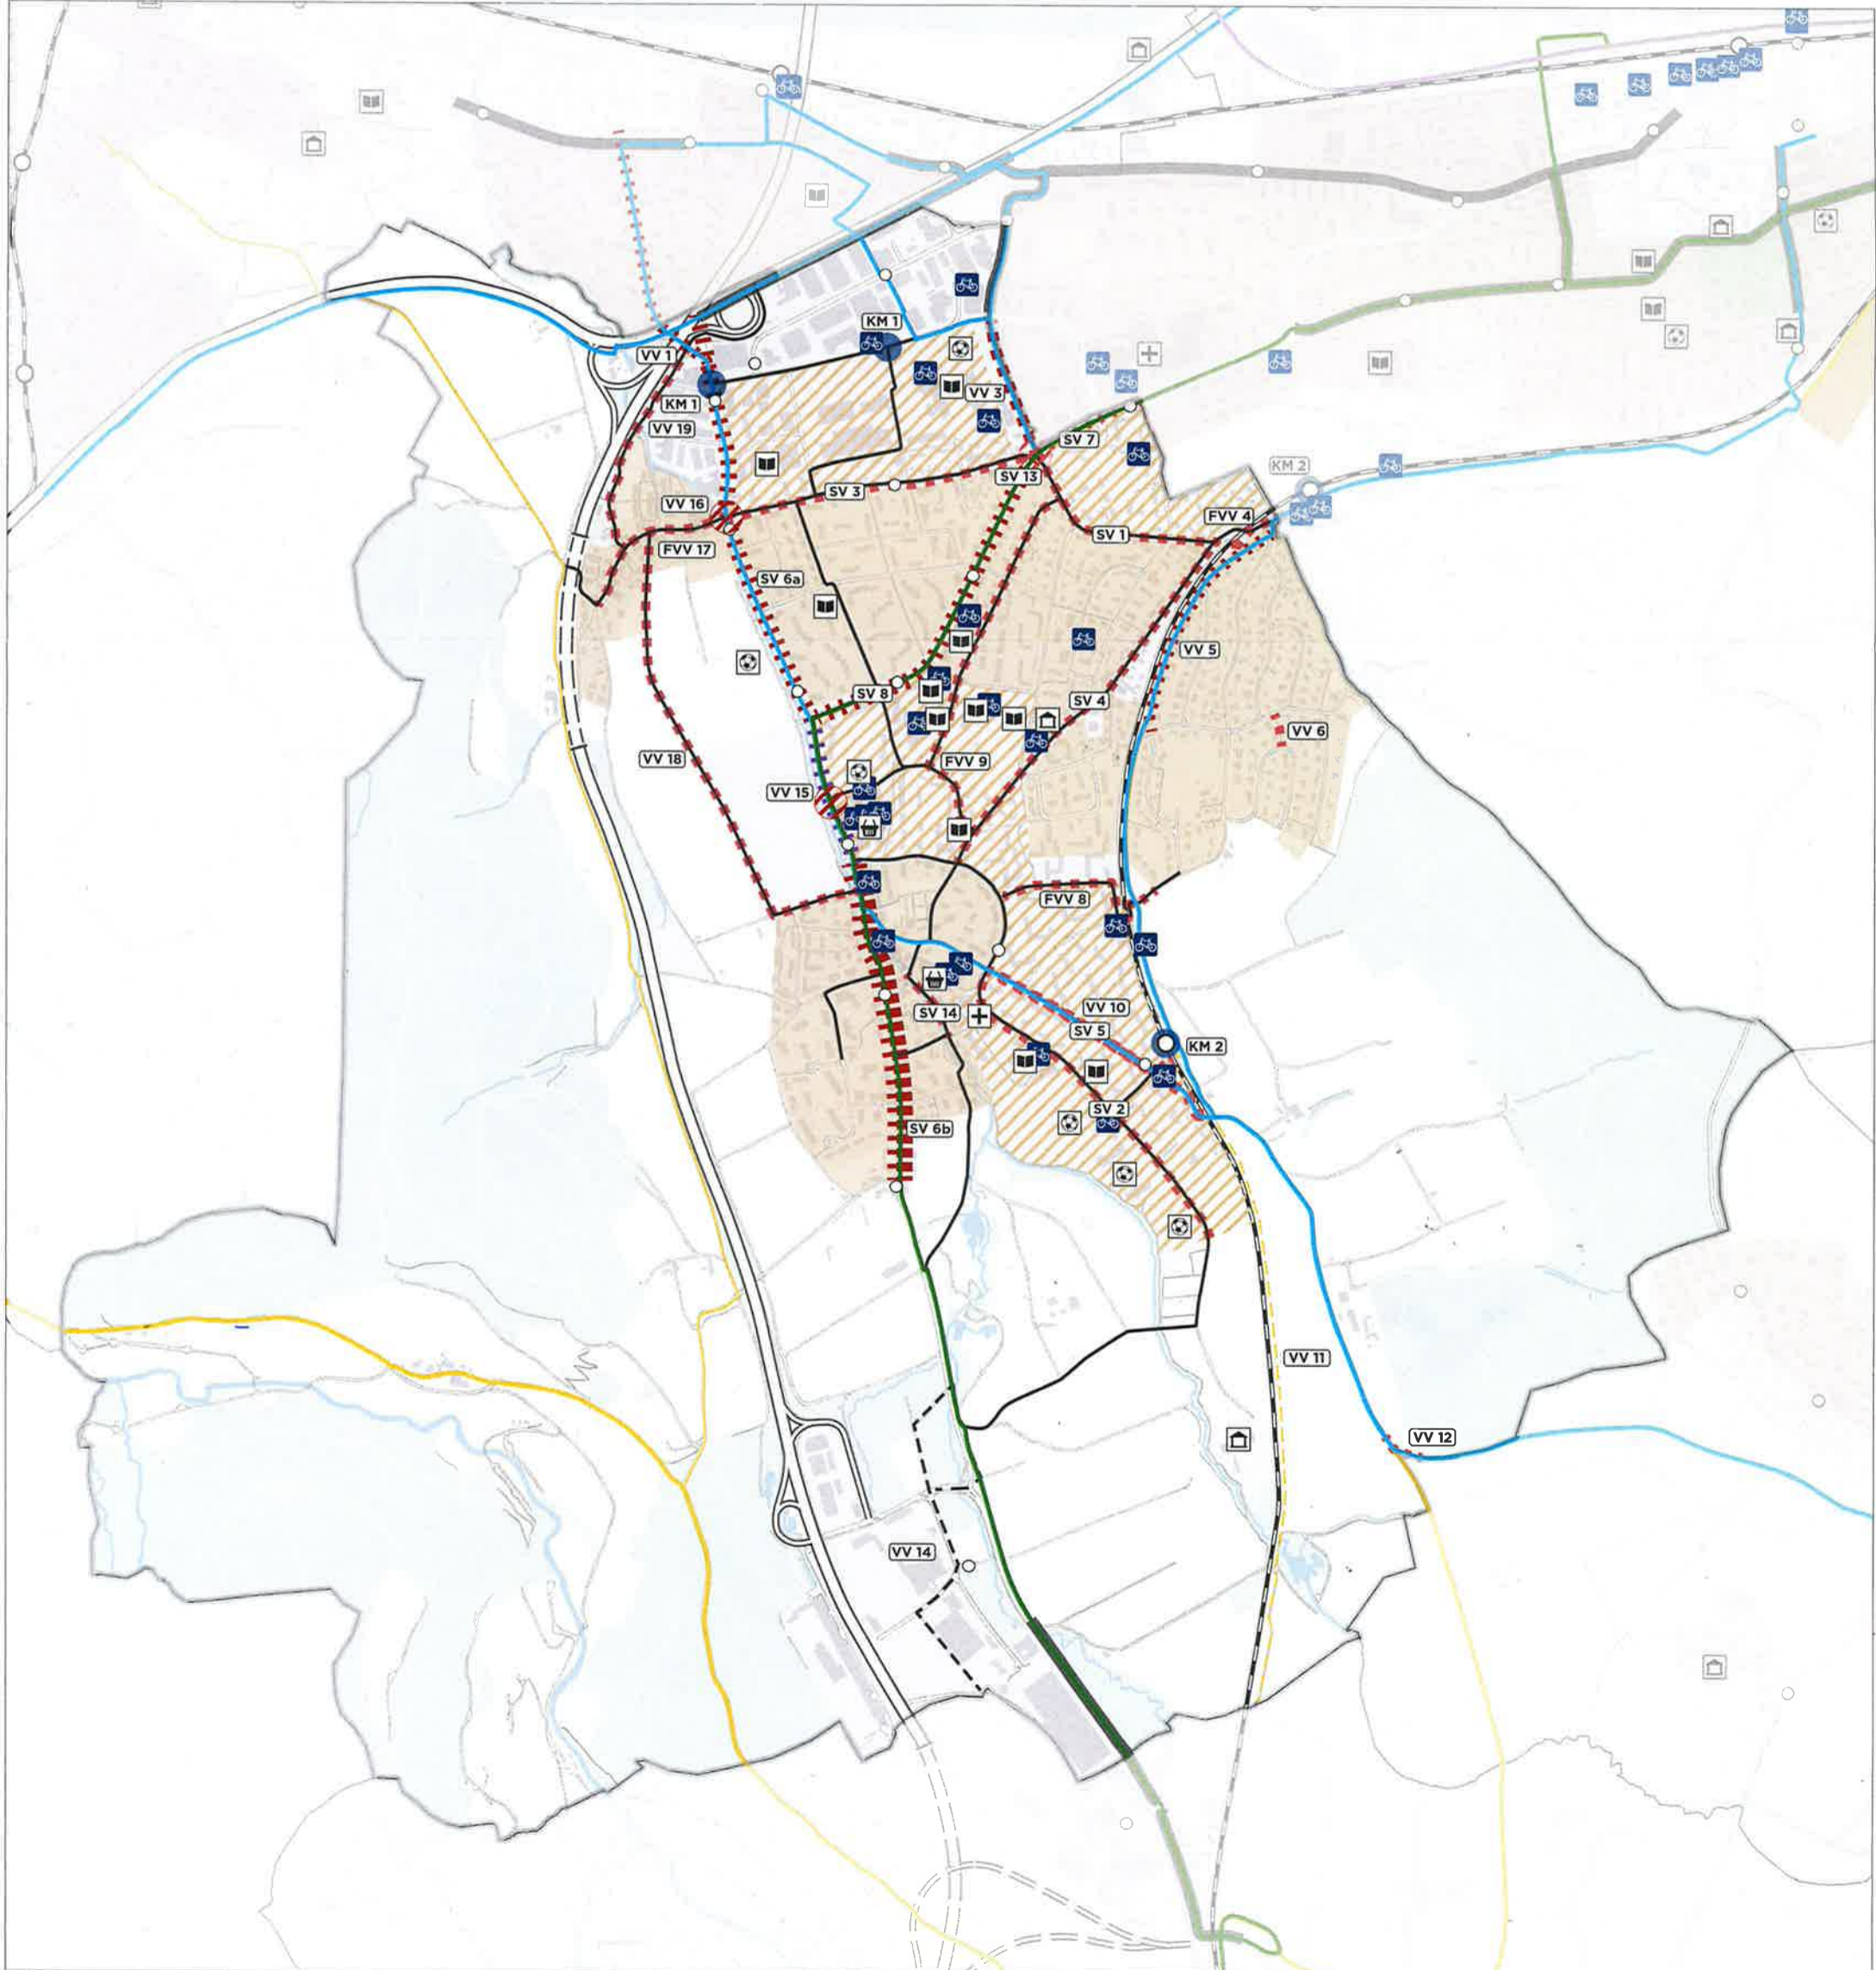 KM 1
VV 1
KM 1
VV 3
VV 19
SV 7
KM 2
SV 13
SV 3
VV 16
FVV 4
SV 1
FVV 17
SV 6a
VV 5
SV 8
SV 4
VV 6
VV 18
FVV 9
VV 15
FVV 8
VV 10
SV 14
SV 5
KM 2
SV 2
SV 6b
VV 11
VV 12
VV 14